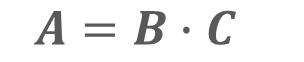 A = B · C